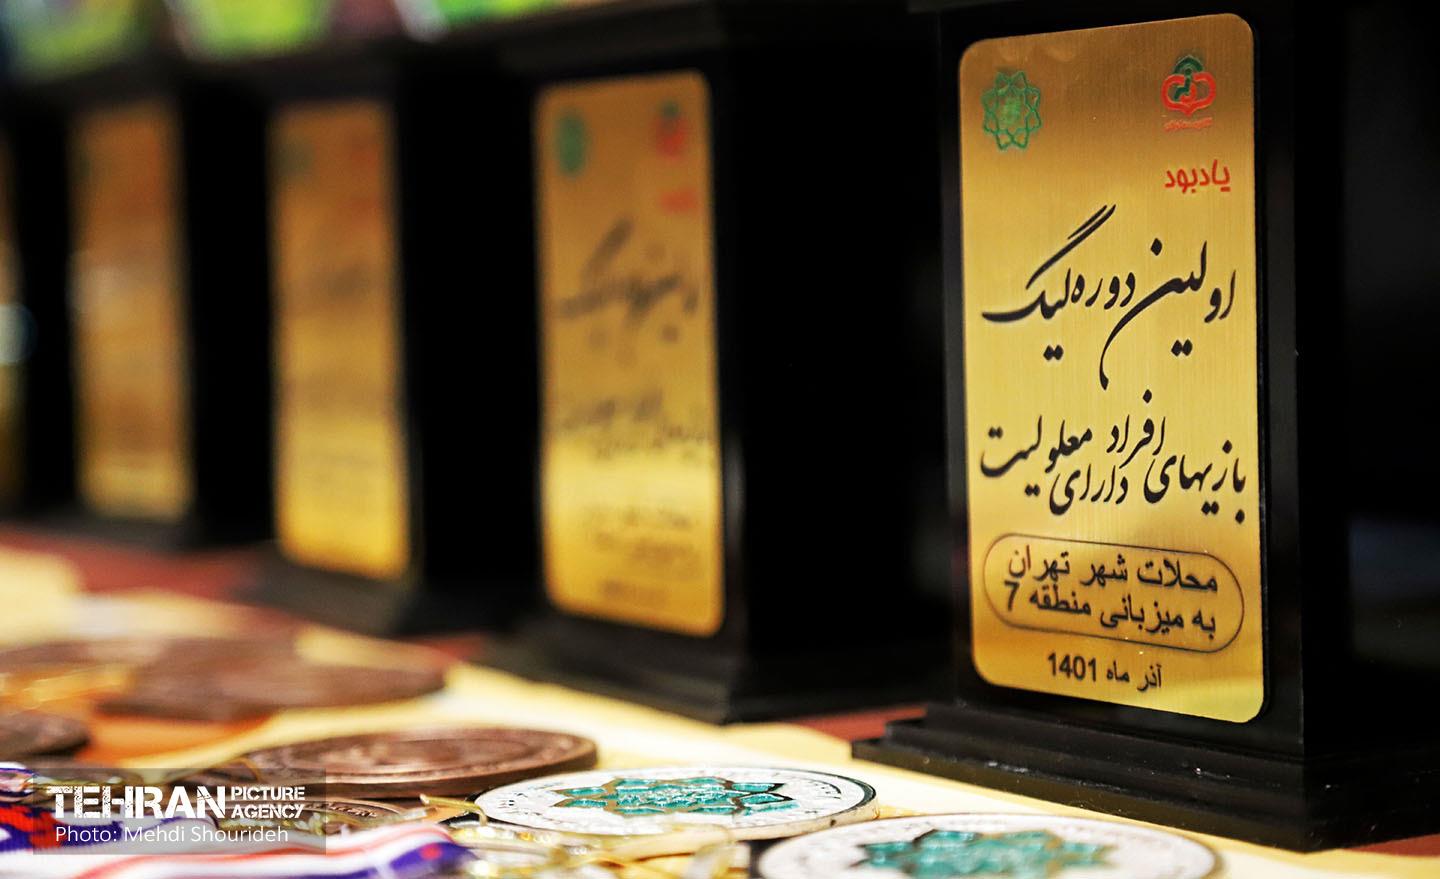 یادبود
اولین دوره لیگ
بازیهای افراد دارای معلولیت
محلات شهر تهران
به میزبانی منطقه 7
آذر ماه 1401
TEHRAN PICTURE AGENCY
Photo: Mehdi Shourideh